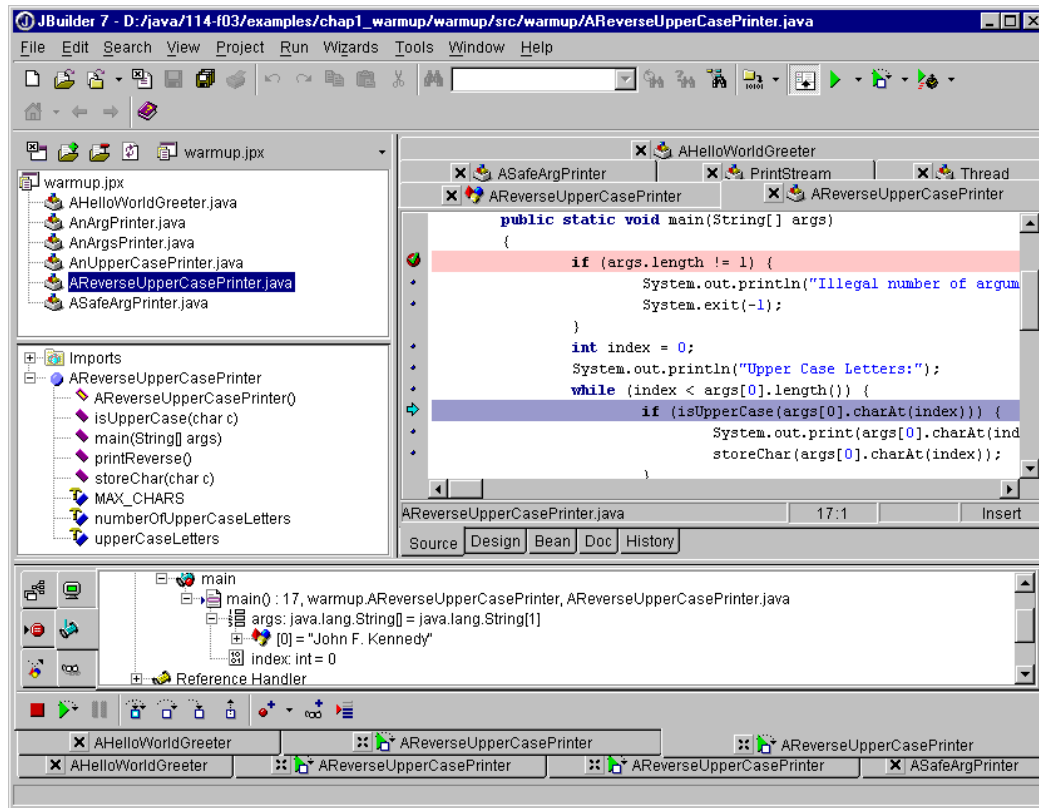 JBuilder 7 - D:/java/114-f03/examples/chap1_warmup/warmup/src/warmup/AReverseUpperCasePrinter.java
File Edit Search View Project Run Wizards Tools Window Help
warmup.jpx
warmup.jpx
AHelloWorldGreeter.java
AnArgPrinter.java
AnArgsPrinter.java
AnUpperCasePrinter.java
AReverseUpperCasePrinter.java
ASafeArgPrinter.java
Imports
AReverseUpperCasePrinter
AReverseUpperCasePrinter()
isUpperCase(char c)
main(String[] args)
printReverse()
storeChar(char c)
MAX_CHARS
numberOfUpperCaseLetters
upperCaseLetters
AHelloWorldGreeter
ASafeArgPrinter PrintStream Thread
AReverseUpperCasePrinter AReverseUpperCasePrinter
public static void main(String[] args)
{
if (args.length != 1) {
System.out.println("Illegal number of argum
System.exit(-1);
}
int index = 0;
System.out.println("Upper Case Letters:");
while (index < args[0].length()) {
if (isUpperCase(args[0].charAt(index))) {
System.out.print(args[0].charAt(ind
storeChar(args[0].charAt(index));
}
AReverseUpperCasePrinter.java 17:1 Insert
Source Design Bean Doc History
main
main() : 17, warmup.AReverseUpperCasePrinter, AReverseUpperCasePrinter.java
args: java.lang.String[] = java.lang.String[1]
[0] = "John F. Kennedy"
index: int = 0
Reference Handler
AHelloWorldGreeter AReverseUpperCasePrinter AReverseUpperCasePrinter
AHelloWorldGreeter AReverseUpperCasePrinter AReverseUpperCasePrinter ASafeArgPrinter